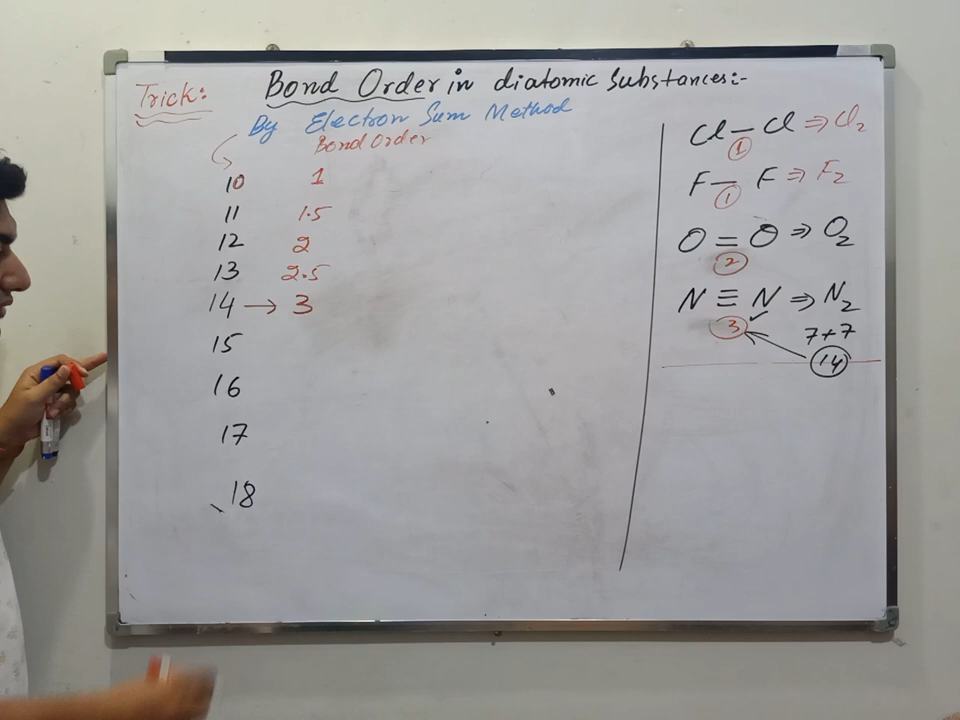 Trick: Bond Order in diatomic substances:-
By Electron Sum Method
Bond Order
10 1
11 1.5
12 2
13 2.5
14 → 3
15
16
17
18
Cl — Cl ⇒ Cl2
1
F — F ⇒ F2
1
O = O ⇒ O2
2
N ≡ N ⇒ N2
3 ✓ 7+7
14